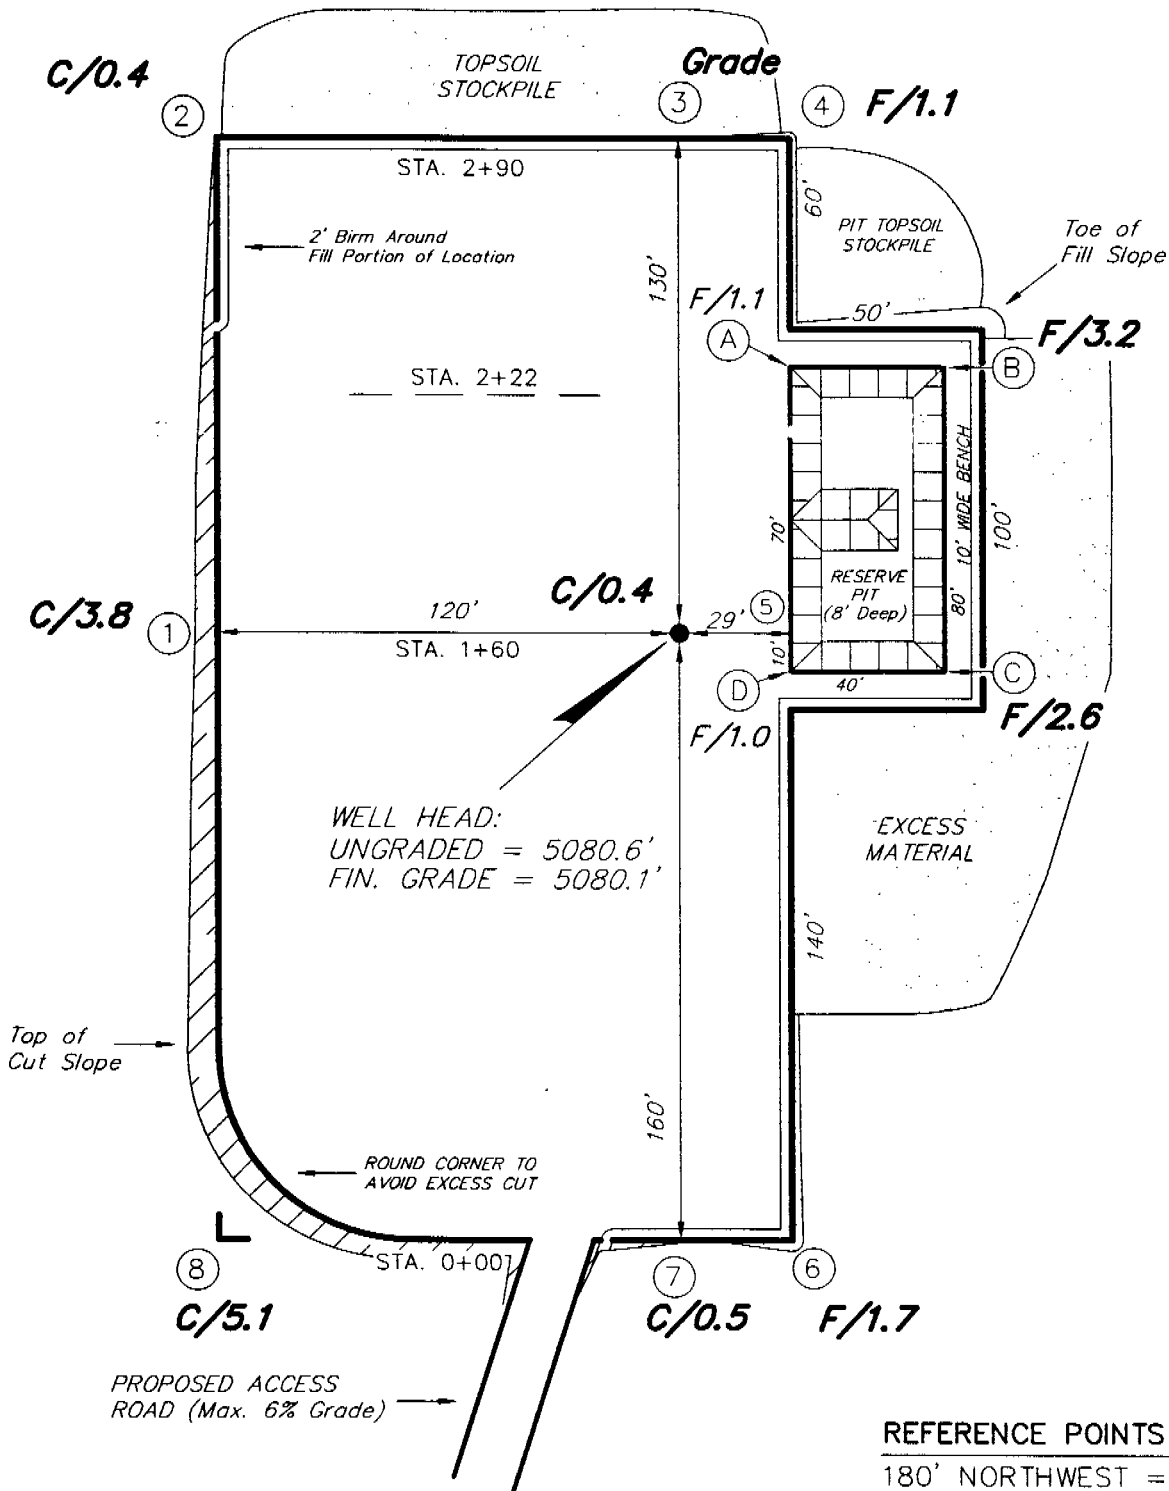 TOPSOIL
STOCKPILE
Grade
C/0.4
2
3
4
F/1.1
STA. 2+90
60'
PIT TOPSOIL
STOCKPILE
Toe of
Fill Slope
2' Birm Around
Fill Portion of Location
130'
F/1.1
50'
F/3.2
A
B
STA. 2+22
10' WIDE BENCH
100'
70'
RESERVE
PIT
(8' Deep)
80'
C/3.8
1
120'
STA. 1+60
C/0.4
29'
5
10'
40'
D
C
F/1.0
F/2.6
WELL HEAD:
UNGRADED = 5080.6'
FIN. GRADE = 5080.1'
EXCESS
MATERIAL
140'
Top of
Cut Slope
160'
ROUND CORNER TO
AVOID EXCESS CUT
STA. 0+00
8
7
6
C/5.1
C/0.5
F/1.7
PROPOSED ACCESS
ROAD (Max. 6% Grade)
REFERENCE POINTS
180' NORTHWEST =